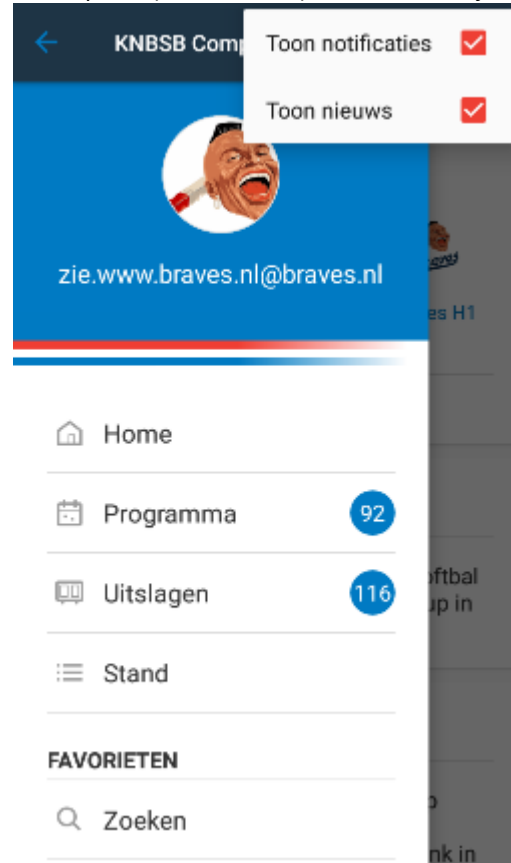 KNBSB Comp
Toon notificaties
Toon nieuws
zie.www.braves.nl@braves.nl
es H1
Home
Programma 92
Uitslagen 116
oftbal
up in
Stand
FAVORIETEN
Zoeken
nk in